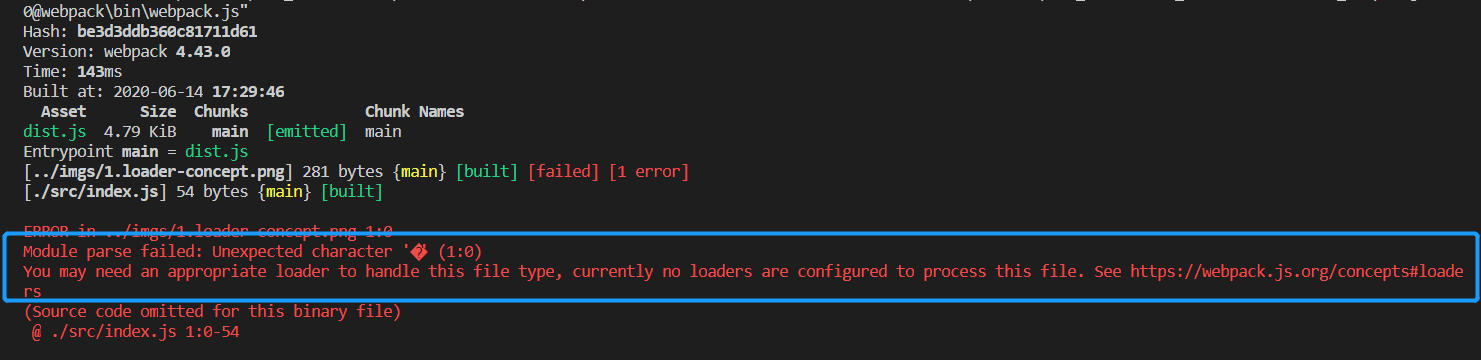 0@webpack\bin\webpack.js"
Hash: be3d3ddb360c81711d61
Version: webpack 4.43.0
Time: 143ms
Built at: 2020-06-14 17:29:46
Asset Size Chunks Chunk Names
dist.js 4.79 KiB main [emitted] main
Entrypoint main = dist.js
[../imgs/1.loader-concept.png] 281 bytes {main} [built] [failed] [1 error]
[./src/index.js] 54 bytes {main} [built]
ERROR in ../imgs/1.loader-concept.png 1:0
Module parse failed: Unexpected character '�' (1:0)
You may need an appropriate loader to handle this file type, currently no loaders are configured to process this file. See https://webpack.js.org/concepts#loade
rs
(Source code omitted for this binary file)
@ ./src/index.js 1:0-54